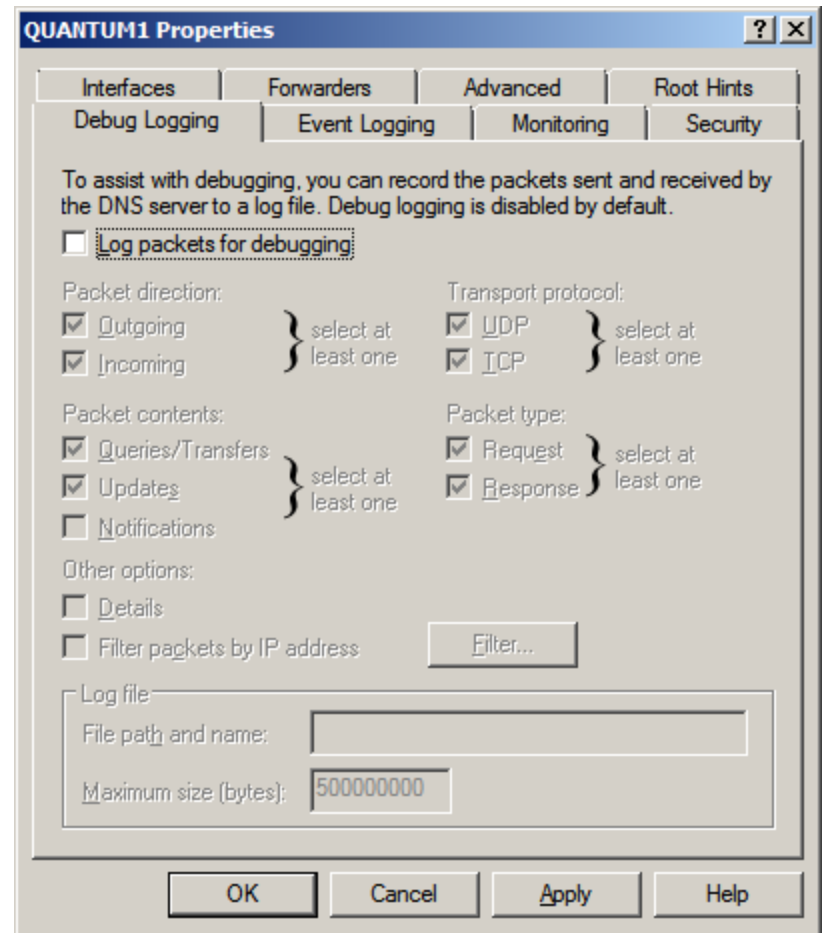 QUANTUM1 Properties
Interfaces Forwarders Advanced Root Hints
Debug Logging Event Logging Monitoring Security
To assist with debugging, you can record the packets sent and received by
the DNS server to a log file. Debug logging is disabled by default.
Log packets for debugging
Packet direction: Transport protocol:
Outgoing select at UDP select at
Incoming least one TCP least one
Packet contents: Packet type:
Queries/Transfers Request select at
Updates select at Response least one
least one
Notifications
Other options:
Details
Filter packets by IP address Filter...
Log file
File path and name:
Maximum size (bytes): 500000000
OK Cancel Apply Help